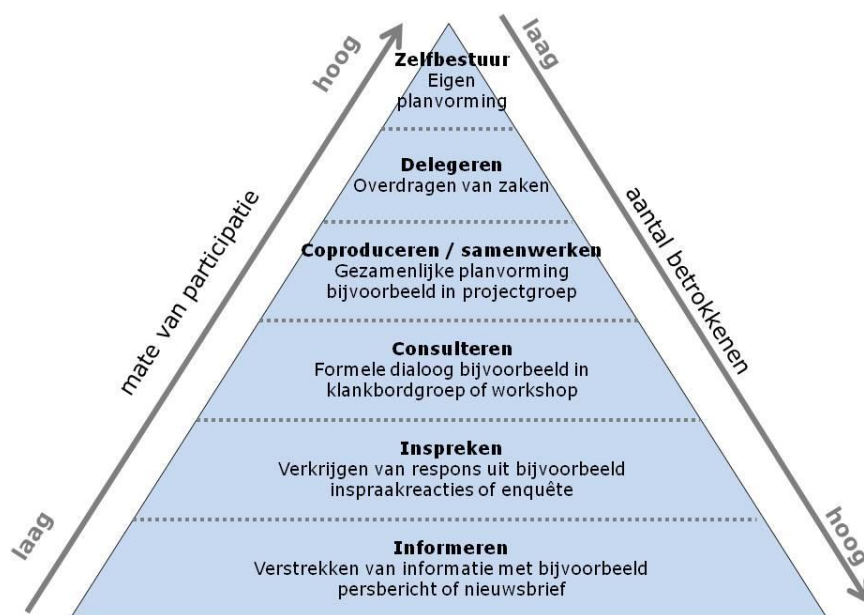 hoog
laag
Zelfbestuur
Eigen
planvorming
Delegeren
Overdragen van zaken
mate van participatie
aantal betrokkenen
Coproduceren / samenwerken
Gezamenlijke planvorming
bijvoorbeeld in projectgroep
Consulteren
Formele dialoog bijvoorbeeld in
klankbordgroep of workshop
Inspreken
Verkrijgen van respons uit bijvoorbeeld
inspraakreacties of enquête
laag
hoog
Informeren
Verstrekken van informatie met bijvoorbeeld
persbericht of nieuwsbrief